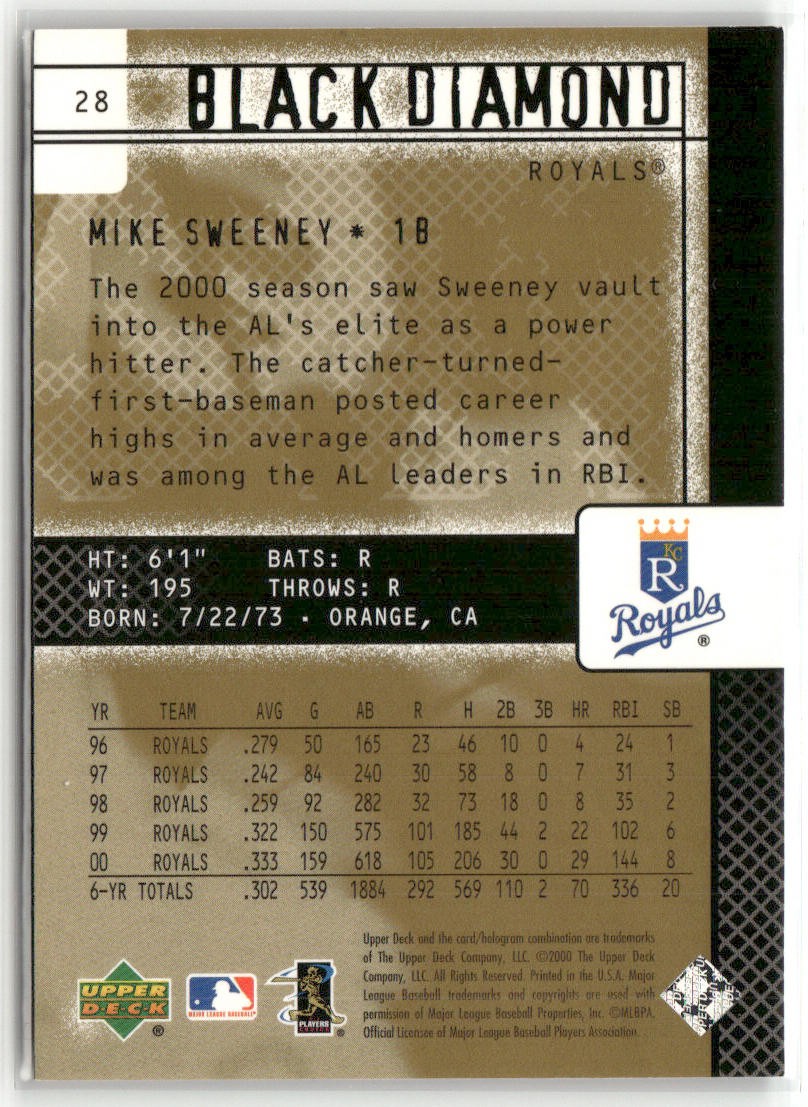 28
BLACK DIAMOND
ROYALS®
MIKE SWEENEY * 1B
The 2000 season saw Sweeney vault
into the AL's elite as a power
hitter. The catcher-turned-
first-baseman posted career
highs in average and homers and
was among the AL leaders in RBI.
HT: 6'1" BATS: R
WT: 195 THROWS: R
BORN: 7/22/73 · ORANGE, CA
KC
R
Royals
®
YR TEAM AVG G AB R H 2B 3B HR RBI SB
96 ROYALS .279 50 165 23 46 10 0 4 24 1
97 ROYALS .242 84 240 30 58 8 0 7 31 3
98 ROYALS .259 92 282 32 73 18 0 8 35 2
99 ROYALS .322 150 575 101 185 44 2 22 102 6
00 ROYALS .333 159 618 105 206 30 0 29 144 8
6-YR TOTALS .302 539 1884 292 569 110 2 70 336 20
Upper Deck and the card/hologram combination are trademarks
of The Upper Deck Company, LLC. ©2000 The Upper Deck
Company, LLC. All Rights Reserved. Printed in the U.S.A. Major
League Baseball trademarks and copyrights are used with
permission of Major League Baseball Properties, Inc. ©MLBPA.
Official Licensee of Major League Baseball Players Association.
UPPER
DECK
®
MAJOR LEAGUE BASEBALL
PLAYERS
CHOICE
®